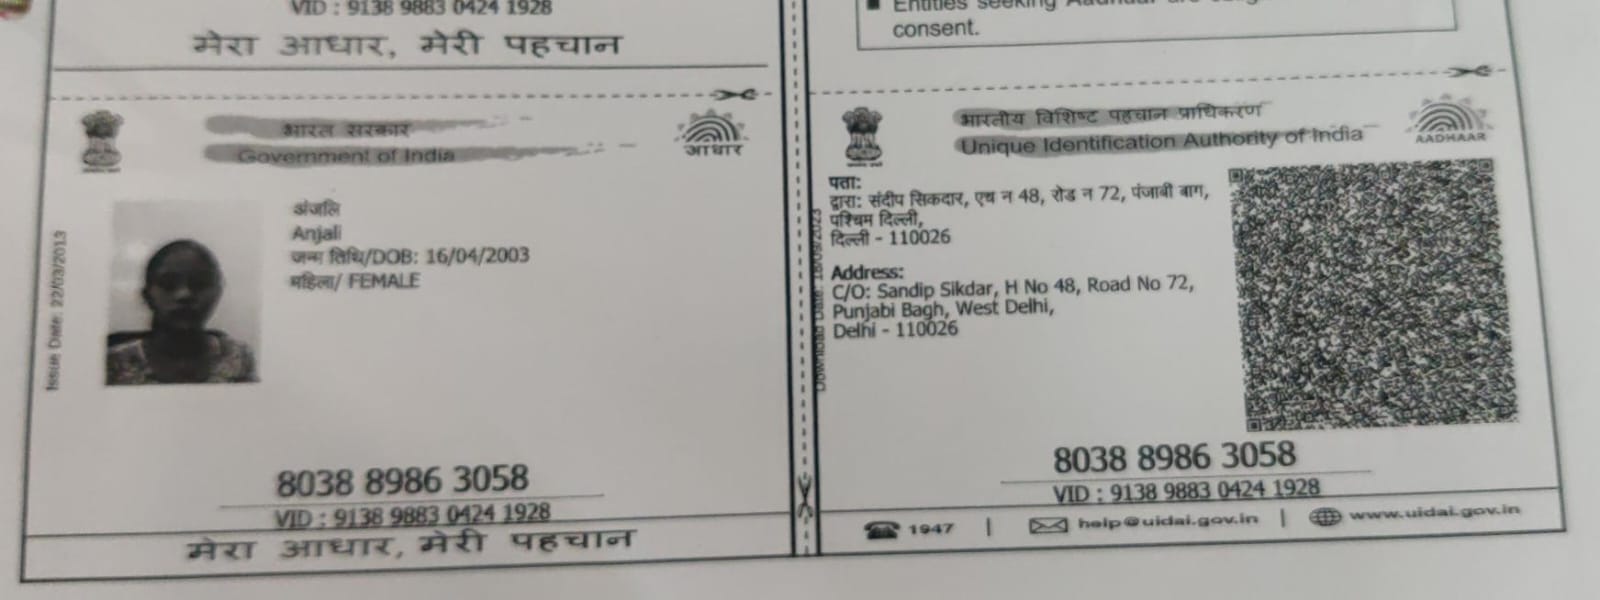 VID : 9138 9883 0424 1928
मेरा आधार, मेरी पहचान
consent.
भारत सरकार
Government of India
आधार
Issue Date: 22/03/2013
अंजलि
Anjali
जन्म तिथि/DOB: 16/04/2003
महिला/ FEMALE
8038 8986 3058
VID : 9138 9883 0424 1928
मेरा आधार, मेरी पहचान
भारतीय विशिष्ट पहचान प्राधिकरण
Unique Identification Authority of India
AADHAAR
Download Date:
पता:
द्वारा: संदीप सिकदार, एच न 48, रोड न 72, पंजाबी बाग,
पश्चिम दिल्ली,
दिल्ली - 110026
Address:
C/O: Sandip Sikdar, H No 48, Road No 72,
Punjabi Bagh, West Delhi,
Delhi - 110026
8038 8986 3058
VID : 9138 9883 0424 1928
1947 | help@uidai.gov.in | www.uidai.gov.in